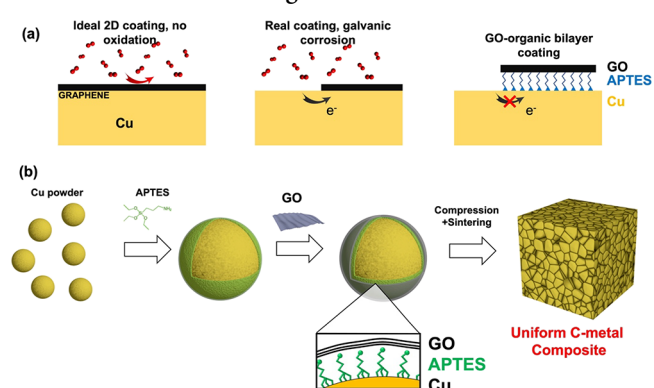 (a)
Ideal 2D coating, no
oxidation
Real coating, galvanic
corrosion
GO-organic bilayer
coating
GRAPHENE
Cu
e-
GO
APTES
Cu
e-
(b)
Cu powder
APTES
GO
Compression
+Sintering
Uniform C-metal
Composite
GO
APTES
Cu